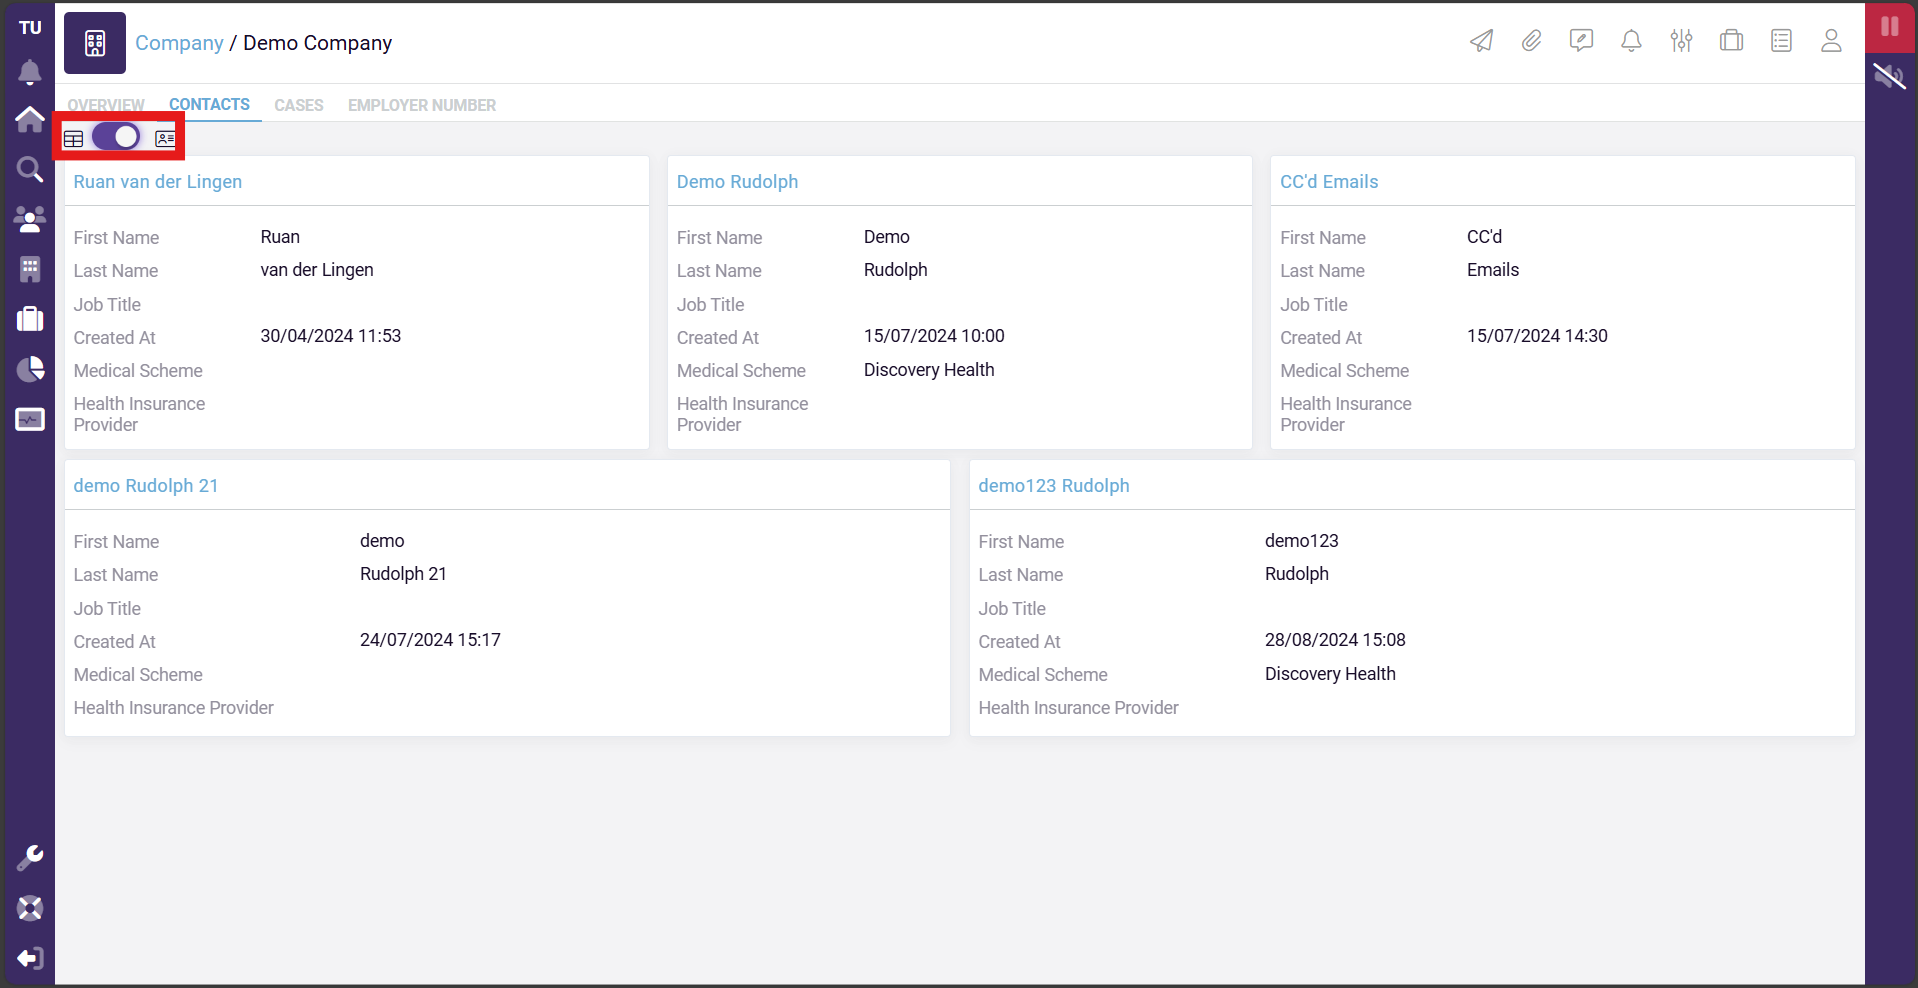 TU
Company / Demo Company
OVERVIEW CONTACTS CASES EMPLOYER NUMBER
Ruan van der Lingen
First Name Ruan
Last Name van der Lingen
Job Title
Created At 30/04/2024 11:53
Medical Scheme
Health Insurance
Provider
Demo Rudolph
First Name Demo
Last Name Rudolph
Job Title
Created At 15/07/2024 10:00
Medical Scheme Discovery Health
Health Insurance
Provider
CC'd Emails
First Name CC'd
Last Name Emails
Job Title
Created At 15/07/2024 14:30
Medical Scheme
Health Insurance
Provider
demo Rudolph 21
First Name demo
Last Name Rudolph 21
Job Title
Created At 24/07/2024 15:17
Medical Scheme
Health Insurance Provider
demo123 Rudolph
First Name demo123
Last Name Rudolph
Job Title
Created At 28/08/2024 15:08
Medical Scheme Discovery Health
Health Insurance Provider